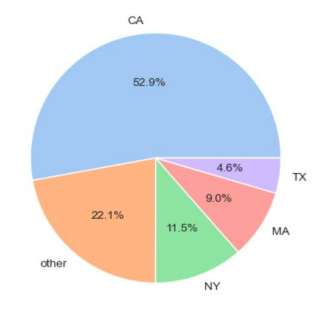 CA
52.9%
4.6%
TX
9.0%
22.1%
11.5%
MA
other
NY